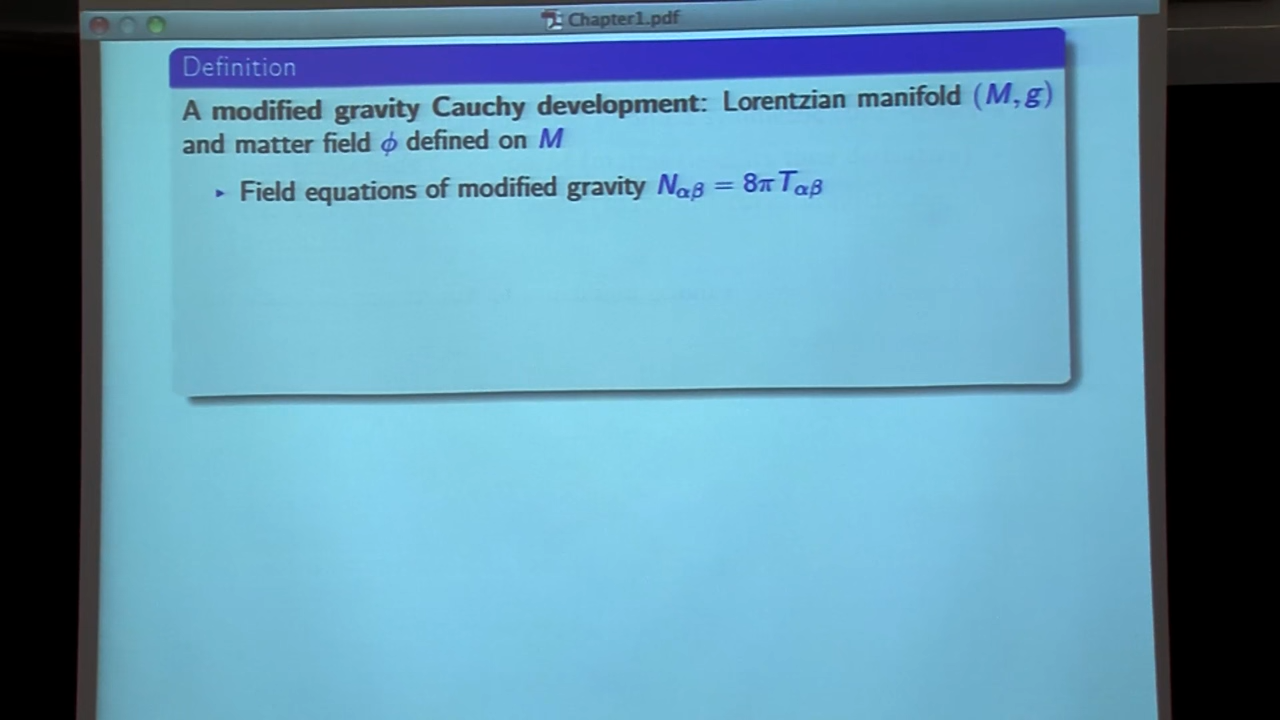 Chapter1.pdf
Definition
A modified gravity Cauchy development: Lorentzian manifold (M, g)
and matter field ϕ defined on M
▸ Field equations of modified gravity Nαβ = 8πTαβ